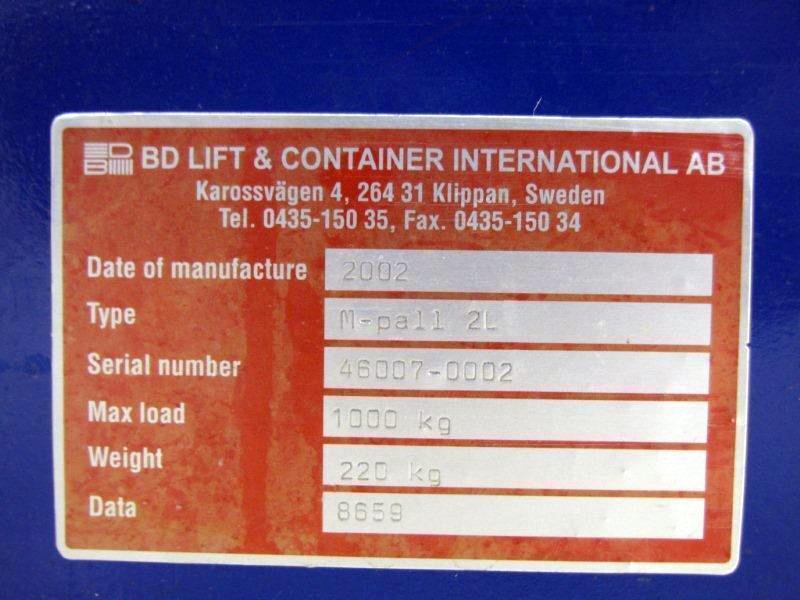 BD BD LIFT & CONTAINER INTERNATIONAL AB
Karossvägen 4, 264 31 Klippan, Sweden
Tel. 0435-150 35, Fax. 0435-150 34
Date of manufacture 2002
Type M-pall 2L
Serial number 46007-0002
Max load 1000 kg
Weight 220 kg
Data 8659